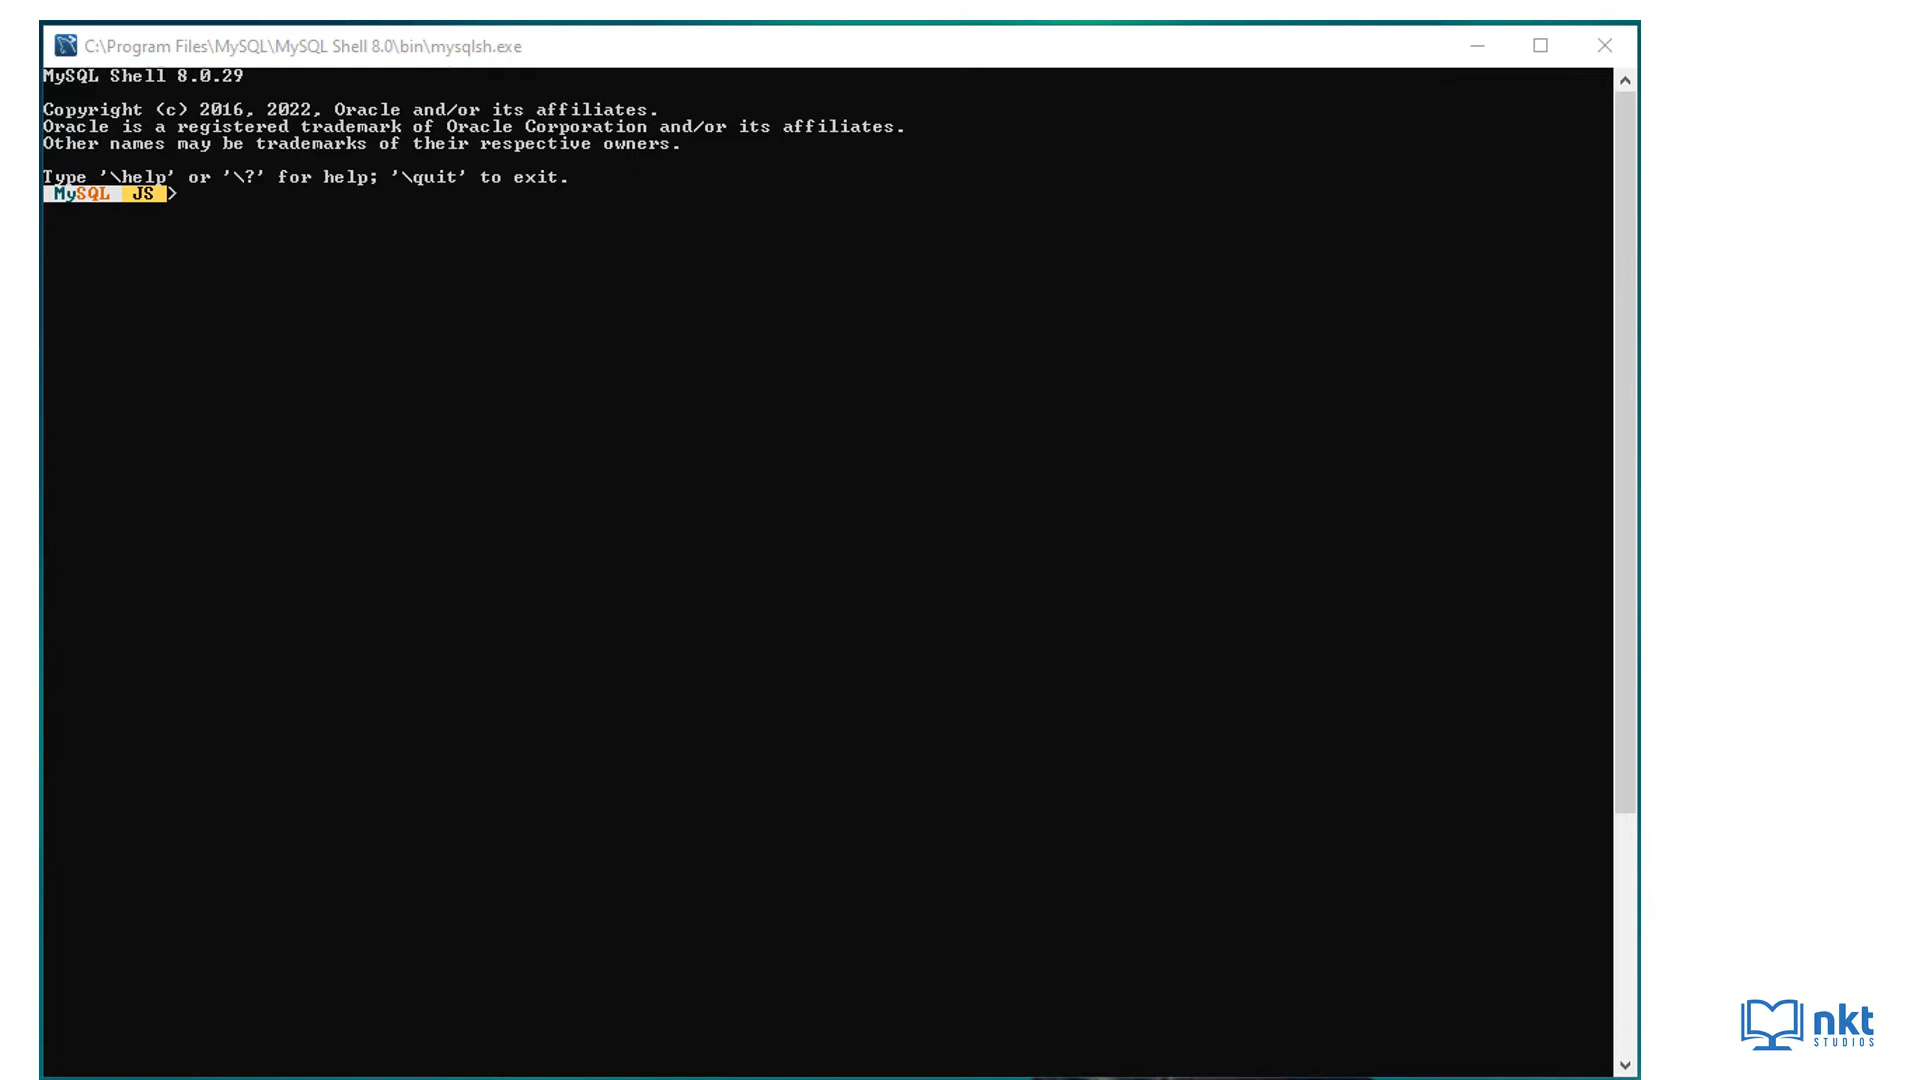 C:\Program Files\MySQL\MySQL Shell 8.0\bin\mysqlsh.exe
MySQL Shell 8.0.29
Copyright (c) 2016, 2022, Oracle and/or its affiliates.
Oracle is a registered trademark of Oracle Corporation and/or its affiliates.
Other names may be trademarks of their respective owners.
Type '\help' or '\?' for help; '\quit' to exit.
MySQL JS >
nkt
STUDIOS